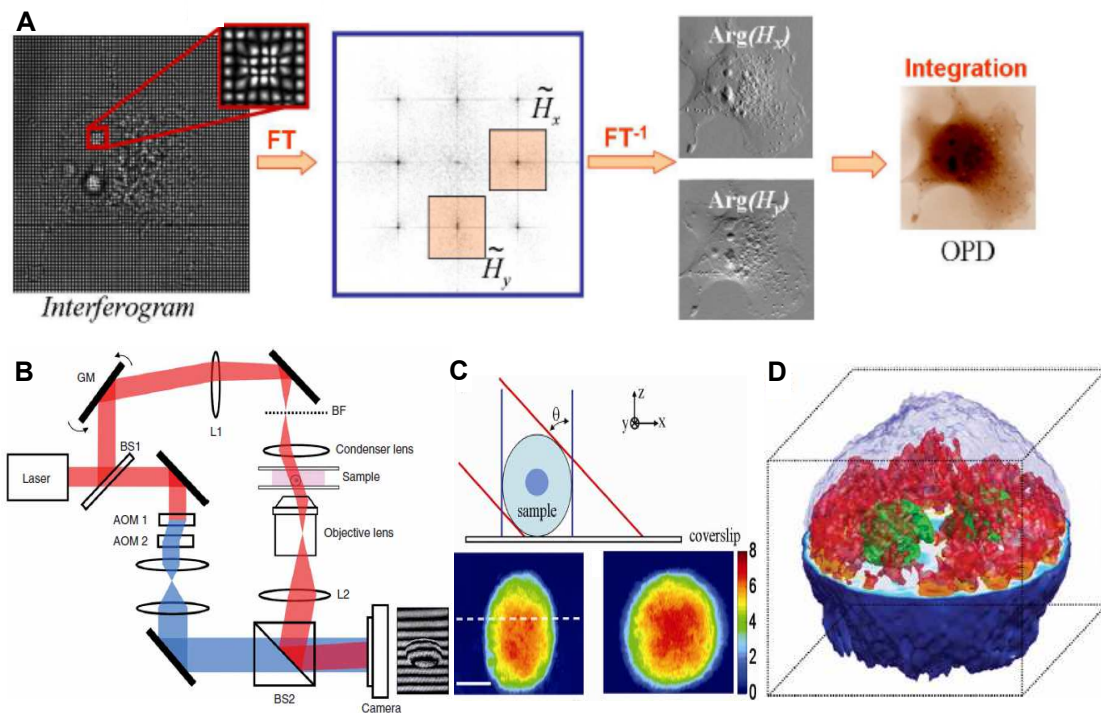 A
Interferogram
FT
H̃x
H̃y
FT-1
Arg(Hx)
Arg(Hy)
Integration
OPD
B
GM
L1
BF
BS1
Condenser lens
Laser
Sample
AOM 1
AOM 2
Objective lens
L2
BS2
Camera
C
z
θ
y
x
sample
coverslip
8
6
4
2
0
D